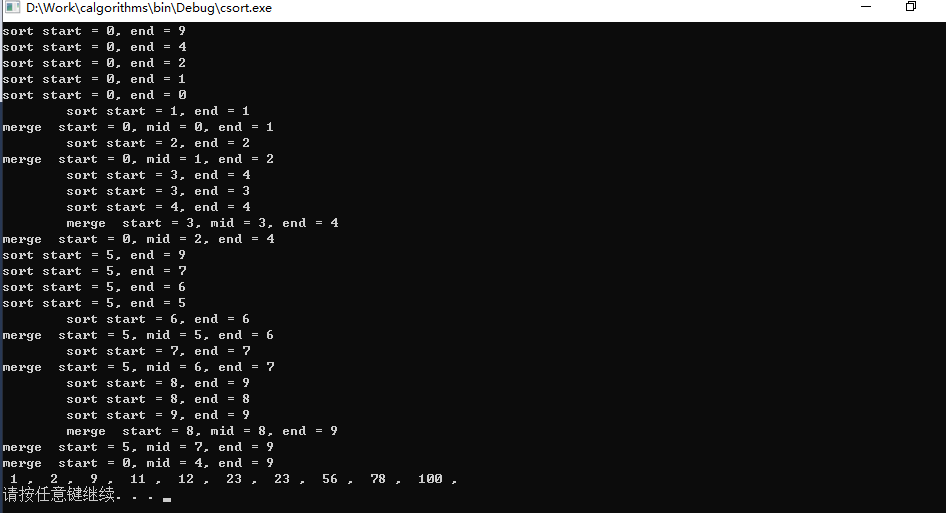 D:\Work\calgorithms\bin\Debug\csort.exe
sort start = 0, end = 9
sort start = 0, end = 4
sort start = 0, end = 2
sort start = 0, end = 1
sort start = 0, end = 0
        sort start = 1, end = 1
merge  start = 0, mid = 0, end = 1
        sort start = 2, end = 2
merge  start = 0, mid = 1, end = 2
        sort start = 3, end = 4
        sort start = 3, end = 3
        sort start = 4, end = 4
        merge  start = 3, mid = 3, end = 4
merge  start = 0, mid = 2, end = 4
sort start = 5, end = 9
sort start = 5, end = 7
sort start = 5, end = 6
sort start = 5, end = 5
        sort start = 6, end = 6
merge  start = 5, mid = 5, end = 6
        sort start = 7, end = 7
merge  start = 5, mid = 6, end = 7
        sort start = 8, end = 9
        sort start = 8, end = 8
        sort start = 9, end = 9
        merge  start = 8, mid = 8, end = 9
merge  start = 5, mid = 7, end = 9
merge  start = 0, mid = 4, end = 9
 1 ,  2 ,  9 ,  11 ,  12 ,  23 ,  23 ,  56 ,  78 ,  100 ,
请按任意键继续. . .